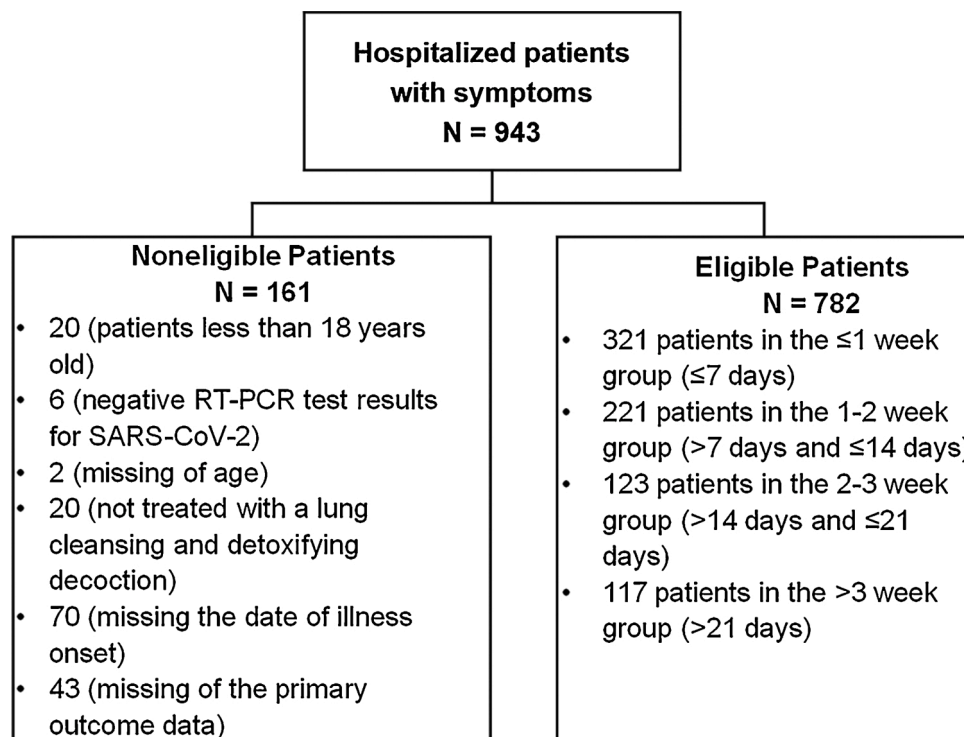 Hospitalized patients
with symptoms
N = 943
Noneligible Patients
N = 161
• 20 (patients less than 18 years
old)
• 6 (negative RT-PCR test results
for SARS-CoV-2)
• 2 (missing of age)
• 20 (not treated with a lung
cleansing and detoxifying
decoction)
• 70 (missing the date of illness
onset)
• 43 (missing of the primary
outcome data)
Eligible Patients
N = 782
• 321 patients in the ≤1 week
group (≤7 days)
• 221 patients in the 1-2 week
group (>7 days and ≤14 days)
• 123 patients in the 2-3 week
group (>14 days and ≤21
days)
• 117 patients in the >3 week
group (>21 days)